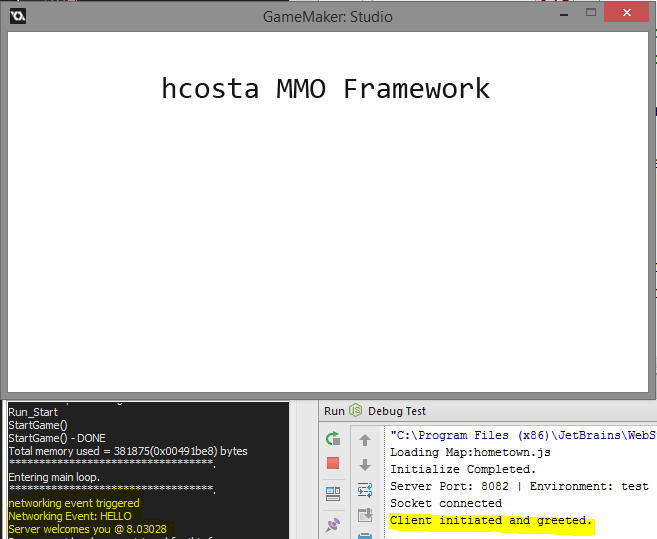 GameMaker: Studio
hcosta MMO Framework
Run_Start
StartGame()
StartGame() - DONE
Total memory used = 381875(0x00491be8) bytes
**********************************.
Entering main loop.
**********************************.
networking event triggered
Networking Event: HELLO
Server welcomes you @ 8.03028
Run Debug Test
"C:\Program Files (x86)\JetBrains\WebS
Loading Map:hometown.js
Initialize Completed.
Server Port: 8082 | Environment: test
Socket connected
Client initiated and greeted.